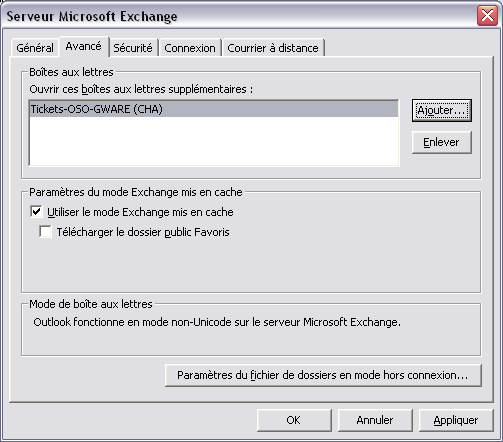 Serveur Microsoft Exchange
Général Avancé Sécurité Connexion Courrier à distance
Boîtes aux lettres
Ouvrir ces boîtes aux lettres supplémentaires :
Tickets-OSO-GWARE (CHA)
Ajouter...
Enlever
Paramètres du mode Exchange mis en cache
Utiliser le mode Exchange mis en cache
Télécharger le dossier public Favoris
Mode de boîte aux lettres
Outlook fonctionne en mode non-Unicode sur le serveur Microsoft Exchange.
Paramètres du fichier de dossiers en mode hors connexion...
OK Annuler Appliquer